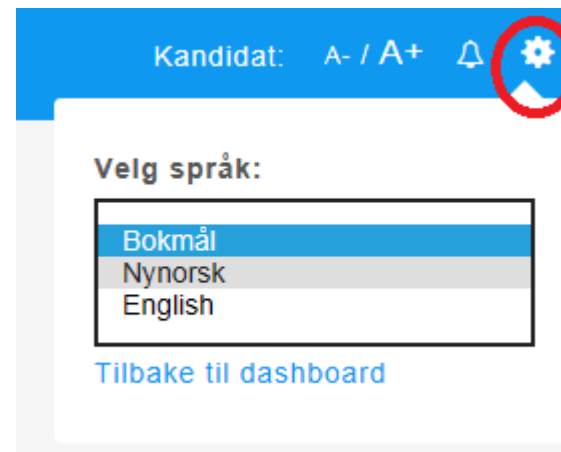 Kandidat: A- / A+
Velg språk:
Bokmål
Nynorsk
English
Tilbake til dashboard